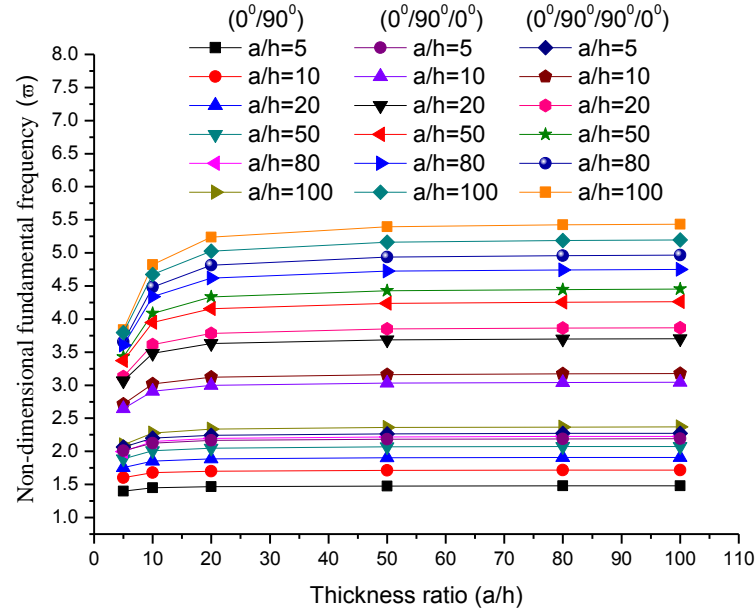 (0⁰/90⁰) (0⁰/90⁰/0⁰) (0⁰/90⁰/90⁰/0⁰)
a/h=5 a/h=5 a/h=5
a/h=10 a/h=10 a/h=10
a/h=20 a/h=20 a/h=20
a/h=50 a/h=50 a/h=50
a/h=80 a/h=80 a/h=80
a/h=100 a/h=100 a/h=100
Non-dimensional fundamental frequency (ϖ)
8.0
7.5
7.0
6.5
6.0
5.5
5.0
4.5
4.0
3.5
3.0
2.5
2.0
1.5
1.0
0 10 20 30 40 50 60 70 80 90 100 110
Thickness ratio (a/h)